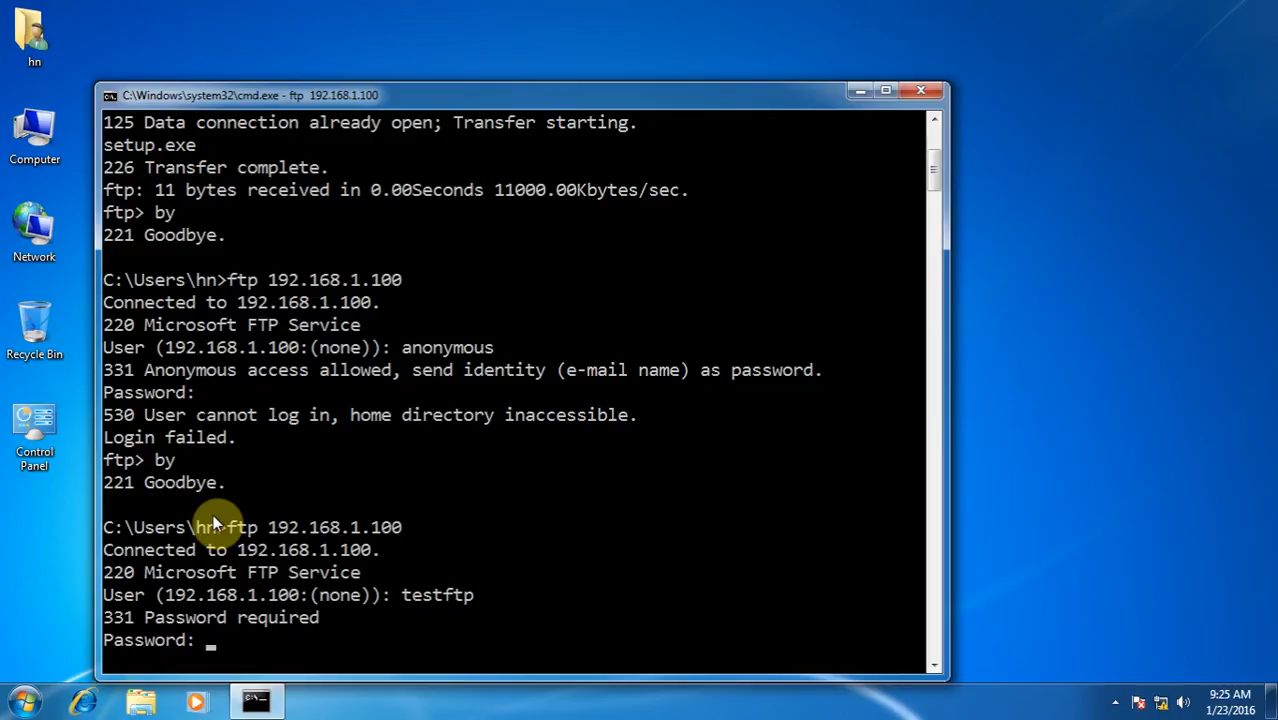 hn
Computer
Network
Recycle Bin
Control
Panel
C:\Windows\system32\cmd.exe - ftp 192.168.1.100
125 Data connection already open; Transfer starting.
setup.exe
226 Transfer complete.
ftp: 11 bytes received in 0.00Seconds 11000.00Kbytes/sec.
ftp> by
221 Goodbye.
C:\Users\hn>ftp 192.168.1.100
Connected to 192.168.1.100.
220 Microsoft FTP Service
User (192.168.1.100:(none)): anonymous
331 Anonymous access allowed, send identity (e-mail name) as password.
Password:
530 User cannot log in, home directory inaccessible.
Login failed.
ftp> by
221 Goodbye.
C:\Users\hn>ftp 192.168.1.100
Connected to 192.168.1.100.
220 Microsoft FTP Service
User (192.168.1.100:(none)): testftp
331 Password required
Password:
9:25 AM
1/23/2016